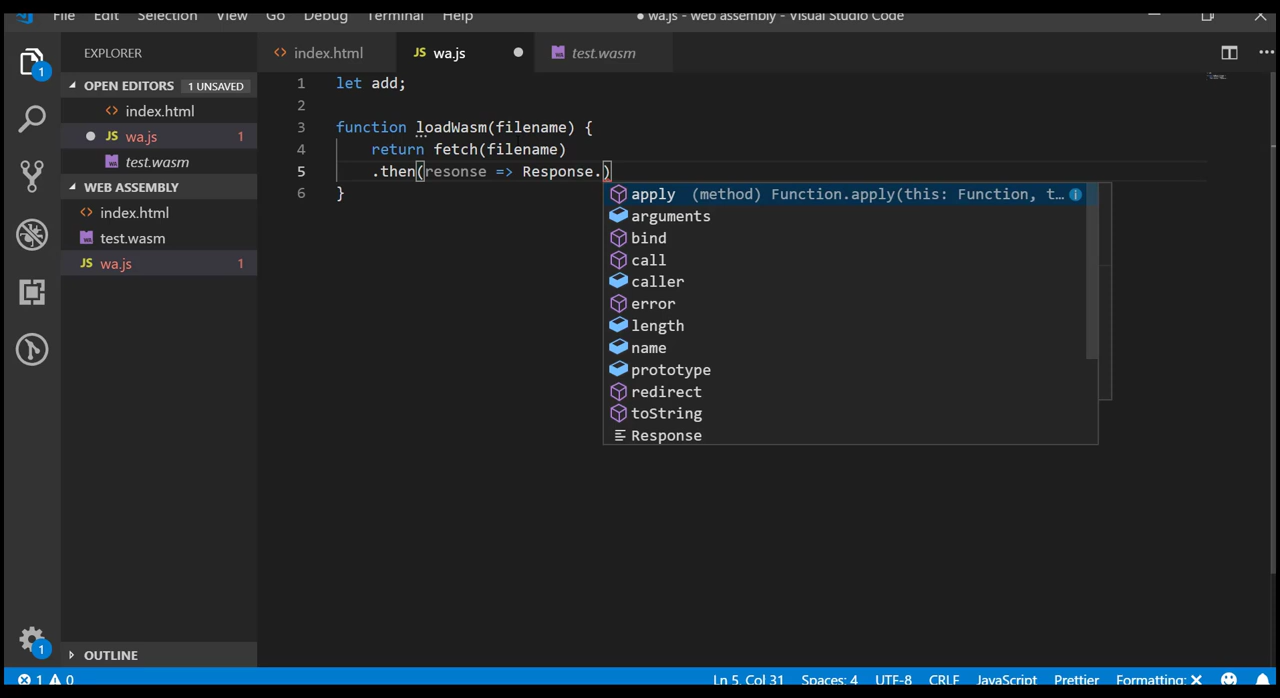 File Edit Selection View Go Debug Terminal Help ● wa.js - web assembly - Visual Studio Code
EXPLORER
index.html JS wa.js test.wasm
OPEN EDITORS 1 UNSAVED
index.html
JS wa.js 1
test.wasm
WEB ASSEMBLY
index.html
test.wasm
JS wa.js 1
OUTLINE
1
1
1 let add;
2
3 function loadWasm(filename) {
4 return fetch(filename)
5 .then(resonse => Response.)
6 }
apply (method) Function.apply(this: Function, t…
arguments
bind
call
caller
error
length
name
prototype
redirect
toString
Response
1 0 Ln 5, Col 31 Spaces: 4 UTF-8 CRLF JavaScript Prettier Formatting: ✕